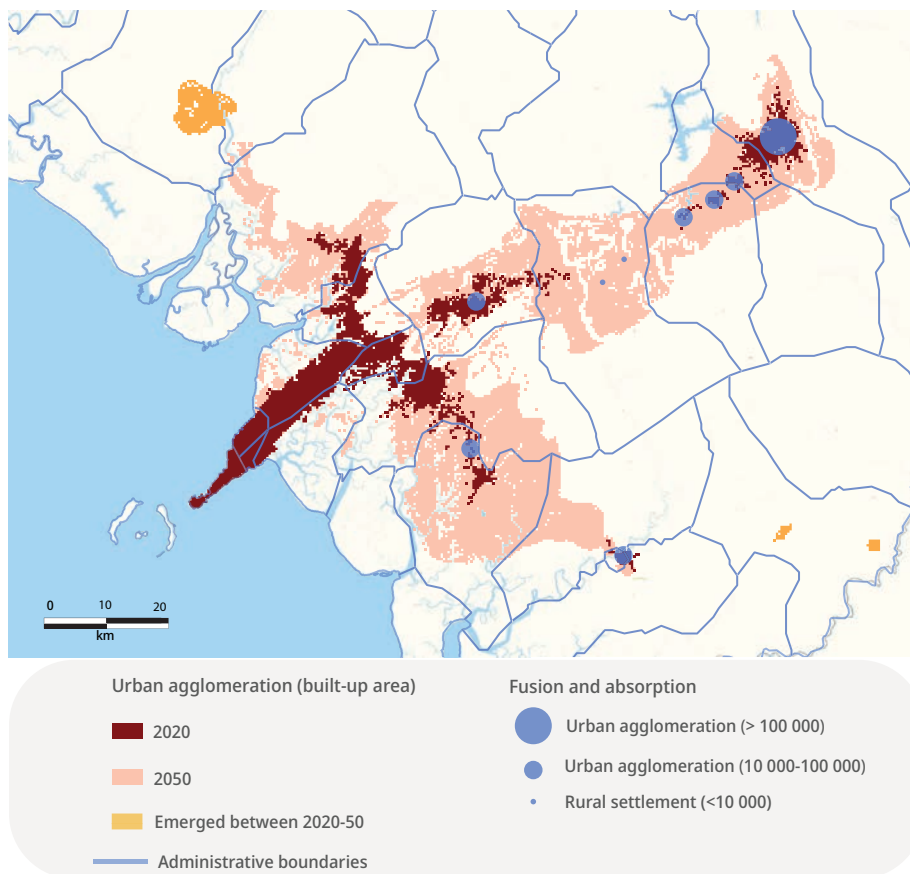 0 10 20
km
Urban agglomeration (built-up area)
2020
2050
Emerged between 2020-50
Administrative boundaries
Fusion and absorption
Urban agglomeration (> 100 000)
Urban agglomeration (10 000-100 000)
Rural settlement (<10 000)